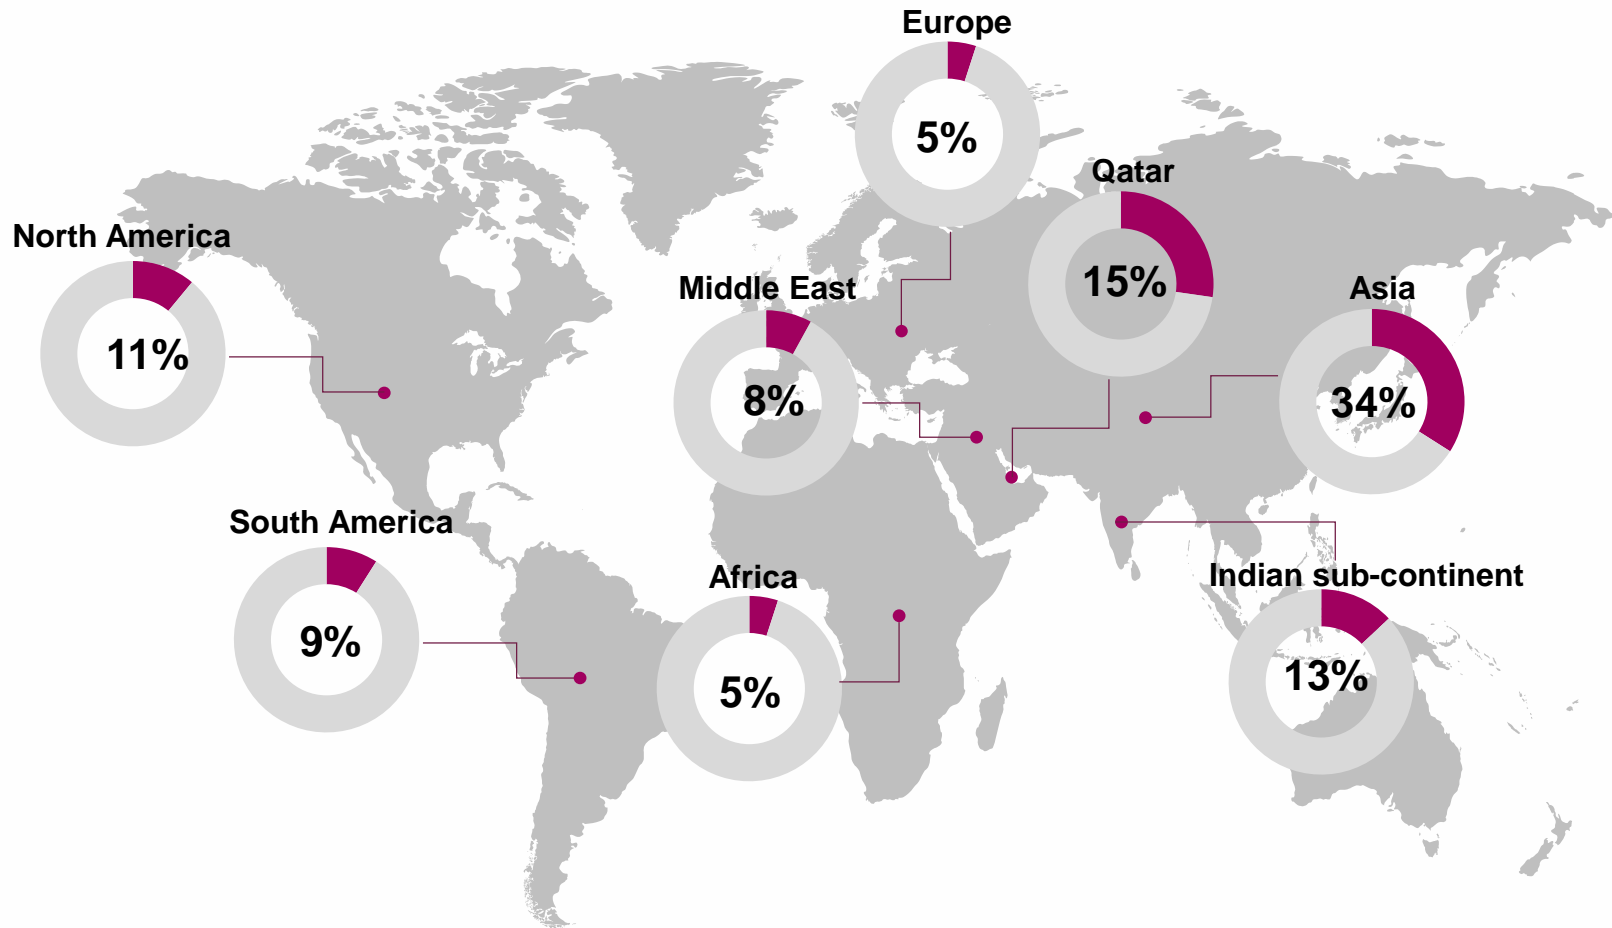 Europe
5%
Qatar
15%
North America
11%
Middle East
8%
Asia
34%
South America
9%
Africa
5%
Indian sub-continent
13%